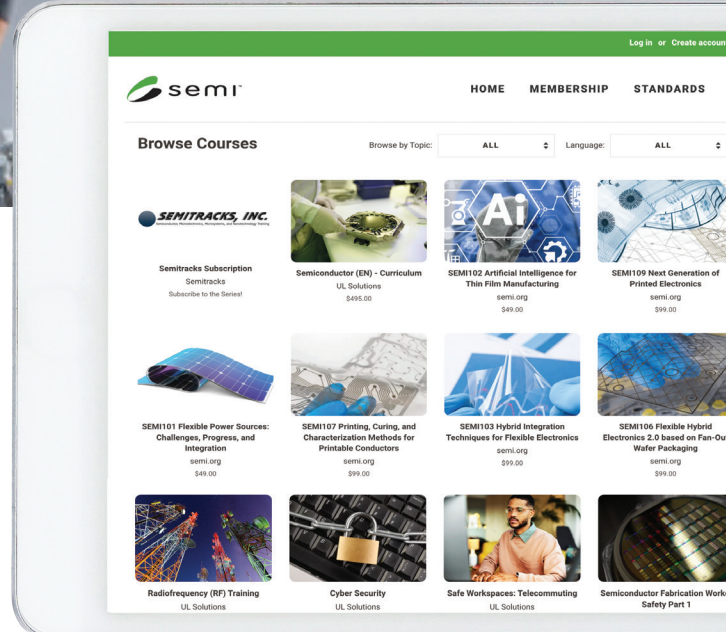 Log in or Create account
semi™
HOME MEMBERSHIP STANDARDS
Browse Courses
Browse by Topic: ALL
Language: ALL
SEMITRACKS, INC.
Semitracks Subscription
Semitracks
Subscribe to the Series!
Semiconductor (EN) - Curriculum
UL Solutions
$495.00
Ai
SEMI102 Artificial Intelligence for
Thin Film Manufacturing
semi.org
$49.00
SEMI109 Next Generation of
Printed Electronics
semi.org
$99.00
SEMI101 Flexible Power Sources:
Challenges, Progress, and
Integration
semi.org
$49.00
SEMI107 Printing, Curing, and
Characterization Methods for
Printable Conductors
semi.org
$99.00
SEMI103 Hybrid Integration
Techniques for Flexible Electronics
semi.org
$99.00
SEMI106 Flexible Hybrid
Electronics 2.0 based on Fan-Out
Wafer Packaging
semi.org
$99.00
Radiofrequency (RF) Training
UL Solutions
Cyber Security
UL Solutions
Safe Workspaces: Telecommuting
UL Solutions
Semiconductor Fabrication Work
Safety Part 1